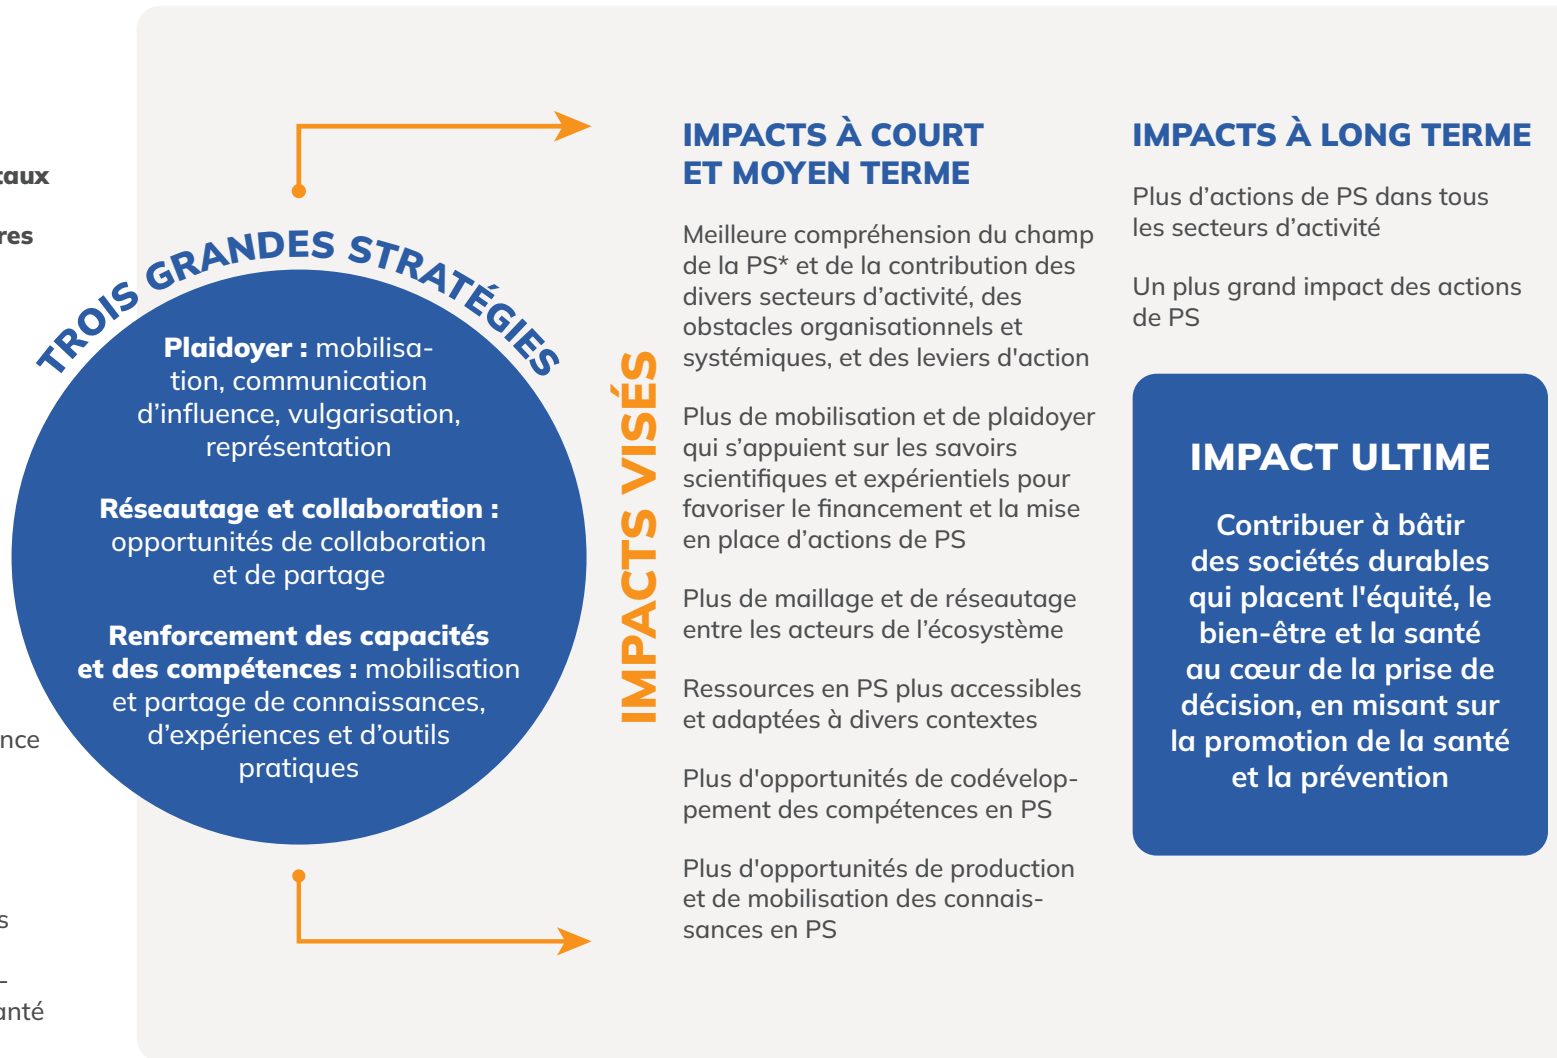 TROIS GRANDES STRATÉGIES
Plaidoyer : mobilisa-
tion, communication
d’influence, vulgarisation,
représentation
Réseautage et collaboration :
opportunités de collaboration
et de partage
Renforcement des capacités
et des compétences : mobilisation
et partage de connaissances,
d’expériences et d’outils
pratiques
IMPACTS VISÉS
IMPACTS À COURT
ET MOYEN TERME
Meilleure compréhension du champ
de la PS* et de la contribution des
divers secteurs d’activité, des
obstacles organisationnels et
systémiques, et des leviers d'action
Plus de mobilisation et de plaidoyer
qui s’appuient sur les savoirs
scientifiques et expérientiels pour
favoriser le financement et la mise
en place d’actions de PS
Plus de maillage et de réseautage
entre les acteurs de l’écosystème
Ressources en PS plus accessibles
et adaptées à divers contextes
Plus d'opportunités de codévelop-
pement des compétences en PS
Plus d'opportunités de production
et de mobilisation des connais-
sances en PS
IMPACTS À LONG TERME
Plus d’actions de PS dans tous
les secteurs d’activité
Un plus grand impact des actions
de PS
IMPACT ULTIME
Contribuer à bâtir
des sociétés durables
qui placent l'équité, le
bien-être et la santé
au cœur de la prise de
décision, en misant sur
la promotion de la santé
et la prévention